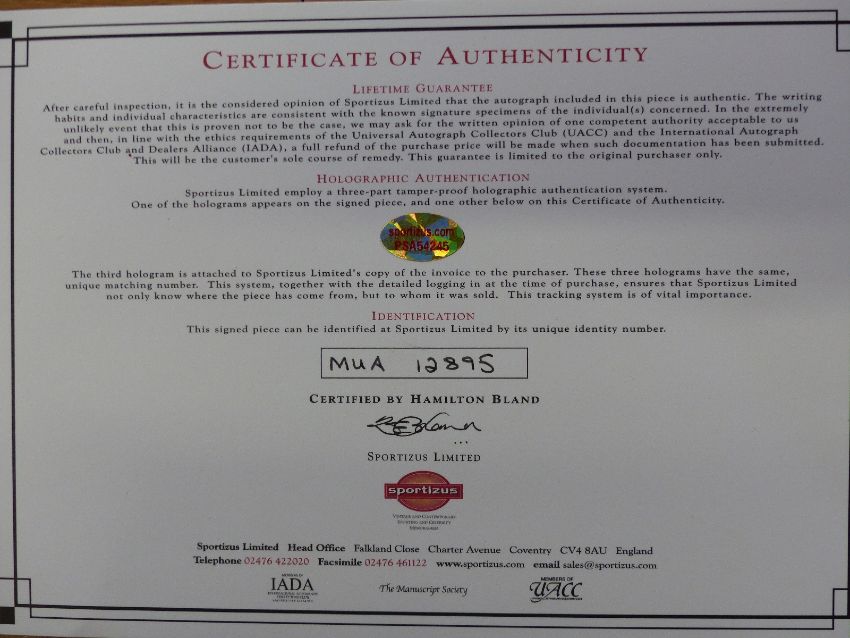 CERTIFICATE OF AUTHENTICITY
LIFETIME GUARANTEE
After careful inspection, it is the considered opinion of Sportizus Limited that the autograph included in this piece is authentic. The writing
habits and individual characteristics are consistent with the known signature specimens of the individual(s) concerned. In the extremely
unlikely event that this is proven not to be the case, we may ask for the written opinion of one competent authority acceptable to us
and then, in line with the ethics requirements of the Universal Autograph Collectors Club (UACC) and the International Autograph
Collectors Club and Dealers Alliance (IADA), a full refund of the purchase price will be made when such documentation has been submitted.
This will be the customer's sole course of remedy. This guarantee is limited to the original purchaser only.
HOLOGRAPHIC AUTHENTICATION
Sportizus Limited employ a three-part tamper-proof holographic authentication system.
One of the holograms appears on the signed piece, and one other below on this Certificate of Authenticity.
sportizus.com
PSA54245
The third hologram is attached to Sportizus Limited's copy of the invoice to the purchaser. These three holograms have the same,
unique matching number. This system, together with the detailed logging in at the time of purchase, ensures that Sportizus Limited
not only know where the piece has come from, but to whom it was sold. This tracking system is of vital importance.
IDENTIFICATION
This signed piece can be identified at Sportizus Limited by its unique identity number.
MUA 12895
CERTIFIED BY HAMILTON BLAND
...
SPORTIZUS LIMITED
sportizus
VINTAGE AND CONTEMPORARY
SPORTING AND CELEBRITY
MEMORABILIA
Sportizus Limited Head Office Falkland Close Charter Avenue Coventry CV4 8AU England
Telephone 02476 422020 Facsimile 02476 461122 www.sportizus.com email sales@sportizus.com
MEMBERS OF
IADA
The Manuscript Society
MEMBERS OF
UACC